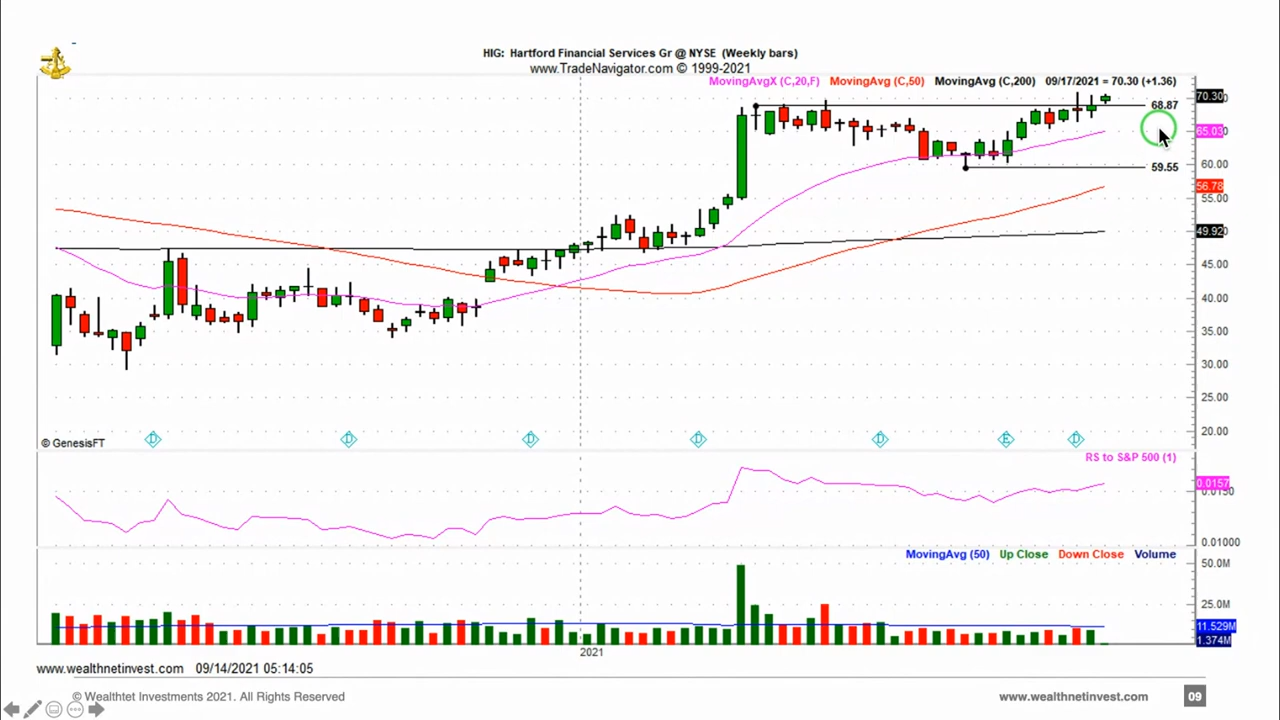 HIG: Hartford Financial Services Gr @ NYSE (Weekly bars)
www.TradeNavigator.com © 1999-2021
MovingAvgX (C,20,F) MovingAvg (C,50) MovingAvg (C,200) 09/17/2021 = 70.30 (+1.36)
70.30
68.87
65.03
60.00
59.55
56.78
55.00
49.92
45.00
40.00
35.00
30.00
25.00
20.00
D D D D D E D
© GenesisFT
RS to S&P 500 (1)
0.0157
0.0150
0.01000
MovingAvg (50) Up Close Down Close Volume
50.0M
25.0M
11.529M
1.374M
2021
www.wealthnetinvest.com 09/14/2021 05:14:05
© Wealthtet Investments 2021. All Rights Reserved www.wealthnetinvest.com 09